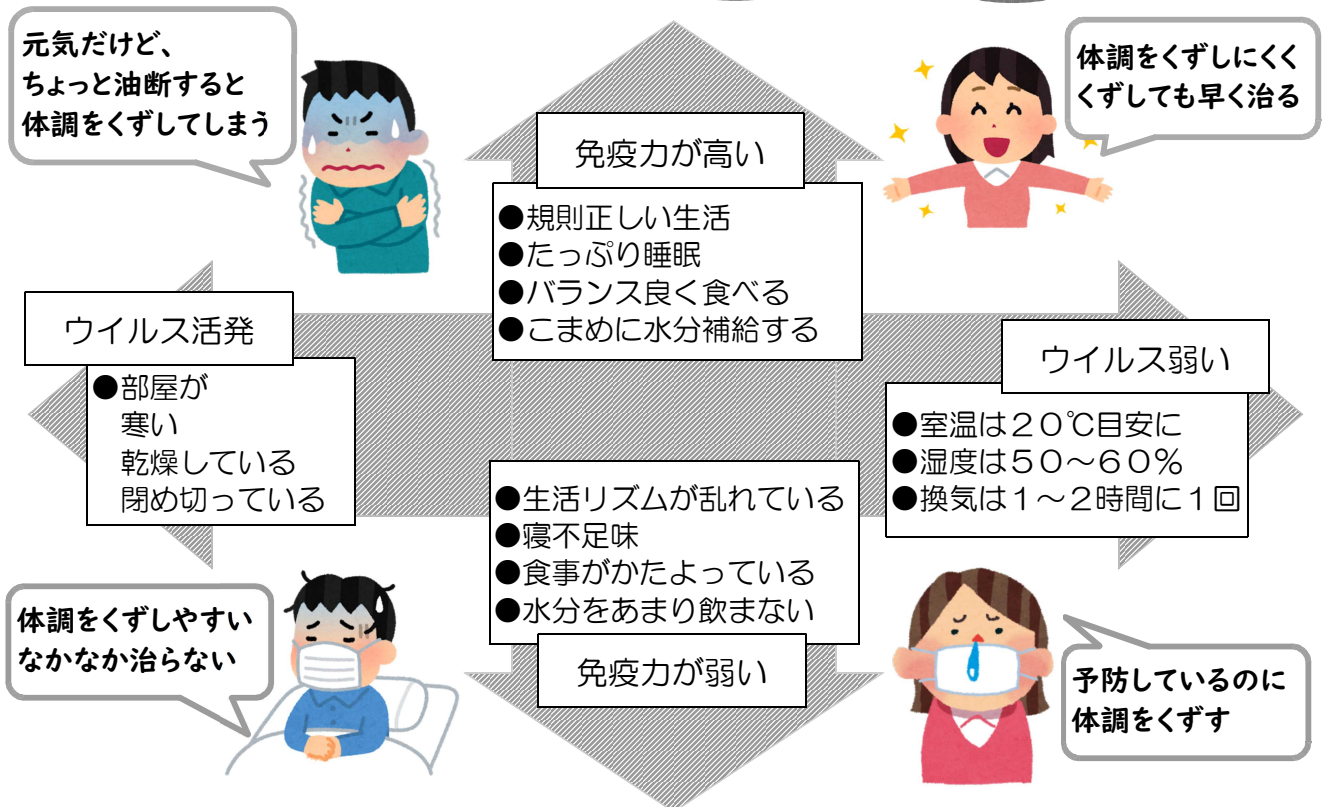 元気だけど、
ちょっと油断すると
体調をくずしてしまう
体調をくずしにくく
くずしても早く治る
免疫力が高い
●規則正しい生活
●たっぷり睡眠
●バランス良く食べる
●こまめに水分補給する
ウイルス活発
●部屋が
寒い
乾燥している
閉め切っている
ウイルス弱い
●室温は２０℃目安に
●湿度は５０～６０％
●換気は１～２時間に１回
●生活リズムが乱れている
●寝不足味
●食事がかたよっている
●水分をあまり飲まない
免疫力が弱い
体調をくずしやすい
なかなか治らない
予防しているのに
体調をくずす